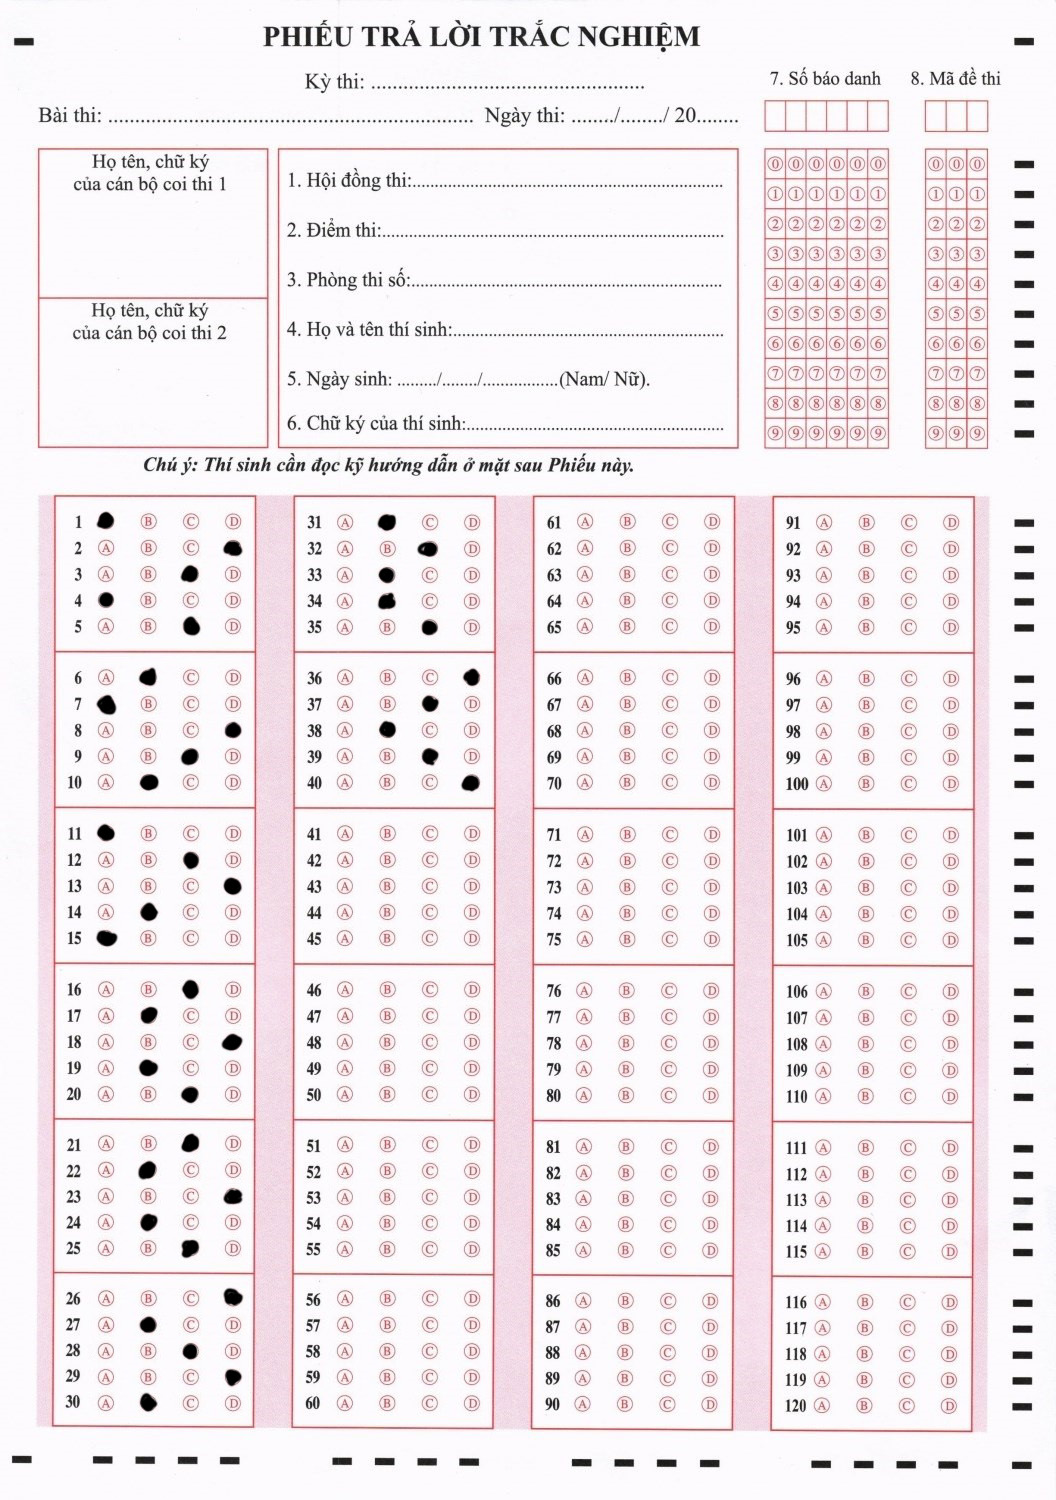 PHIẾU TRẢ LỜI TRẮC NGHIỆM
Kỳ thi: ..................................................
Bài thi: .................................................................... Ngày thi: ......../......../ 20........
7. Số báo danh
8. Mã đề thi
Họ tên, chữ ký
của cán bộ coi thi 1
Họ tên, chữ ký
của cán bộ coi thi 2
1. Hội đồng thi:...............................................................
2. Điểm thi:.....................................................................
3. Phòng thi số:...............................................................
4. Họ và tên thí sinh:.......................................................
5. Ngày sinh: ......../......../................(Nam/ Nữ).
6. Chữ ký của thí sinh:....................................................
0 0 0 0 0 0
1 1 1 1 1 1
2 2 2 2 2 2
3 3 3 3 3 3
4 4 4 4 4 4
5 5 5 5 5 5
6 6 6 6 6 6
7 7 7 7 7 7
8 8 8 8 8 8
9 9 9 9 9 9
0 0 0
1 1 1
2 2 2
3 3 3
4 4 4
5 5 5
6 6 6
7 7 7
8 8 8
9 9 9
Chú ý: Thí sinh cần đọc kỹ hướng dẫn ở mặt sau Phiếu này.
1 B C D
2 A B C
3 A B D
4 B C D
5 A B D
6 A C D
7 B C D
8 A B C
9 A B D
10 A C D
11 B C D
12 A B D
13 A B C
14 A C D
15 B C D
16 A B D
17 A C D
18 A B C
19 A C D
20 A B D
21 A B D
22 A C D
23 A B C
24 A C D
25 A B D
26 A B C
27 A C D
28 A B D
29 A B C
30 A C D
31 A C D
32 A B D
33 A C D
34 A C D
35 A B D
36 A B C
37 A B D
38 A C D
39 A B D
40 A B C
41 A B C D
42 A B C D
43 A B C D
44 A B C D
45 A B C D
46 A B C D
47 A B C D
48 A B C D
49 A B C D
50 A B C D
51 A B C D
52 A B C D
53 A B C D
54 A B C D
55 A B C D
56 A B C D
57 A B C D
58 A B C D
59 A B C D
60 A B C D
61 A B C D
62 A B C D
63 A B C D
64 A B C D
65 A B C D
66 A B C D
67 A B C D
68 A B C D
69 A B C D
70 A B C D
71 A B C D
72 A B C D
73 A B C D
74 A B C D
75 A B C D
76 A B C D
77 A B C D
78 A B C D
79 A B C D
80 A B C D
81 A B C D
82 A B C D
83 A B C D
84 A B C D
85 A B C D
86 A B C D
87 A B C D
88 A B C D
89 A B C D
90 A B C D
91 A B C D
92 A B C D
93 A B C D
94 A B C D
95 A B C D
96 A B C D
97 A B C D
98 A B C D
99 A B C D
100 A B C D
101 A B C D
102 A B C D
103 A B C D
104 A B C D
105 A B C D
106 A B C D
107 A B C D
108 A B C D
109 A B C D
110 A B C D
111 A B C D
112 A B C D
113 A B C D
114 A B C D
115 A B C D
116 A B C D
117 A B C D
118 A B C D
119 A B C D
120 A B C D